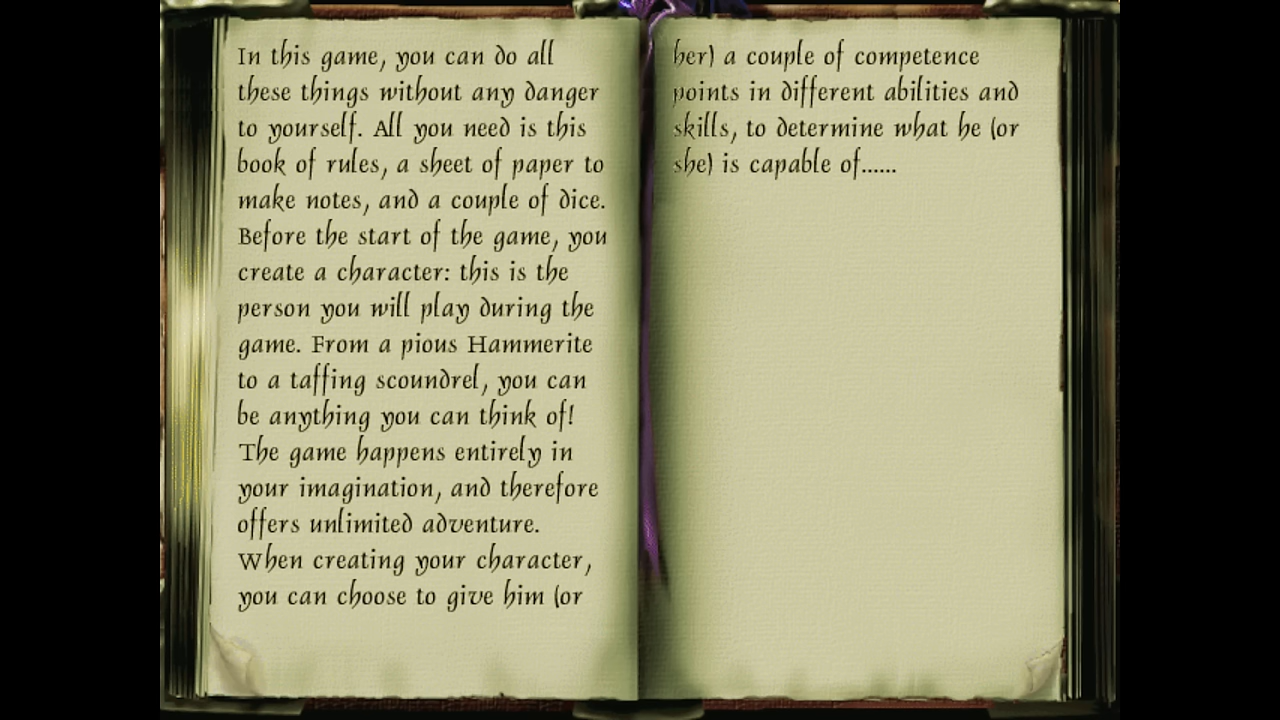 In this game, you can do all
these things without any danger
to yourself. All you need is this
book of rules, a sheet of paper to
make notes, and a couple of dice.
Before the start of the game, you
create a character: this is the
person you will play during the
game. From a pious Hammerite
to a taffing scoundrel, you can
be anything you can think of!
The game happens entirely in
your imagination, and therefore
offers unlimited adventure.
When creating your character,
you can choose to give him (or
her) a couple of competence
points in different abilities and
skills, to determine what he (or
she) is capable of......